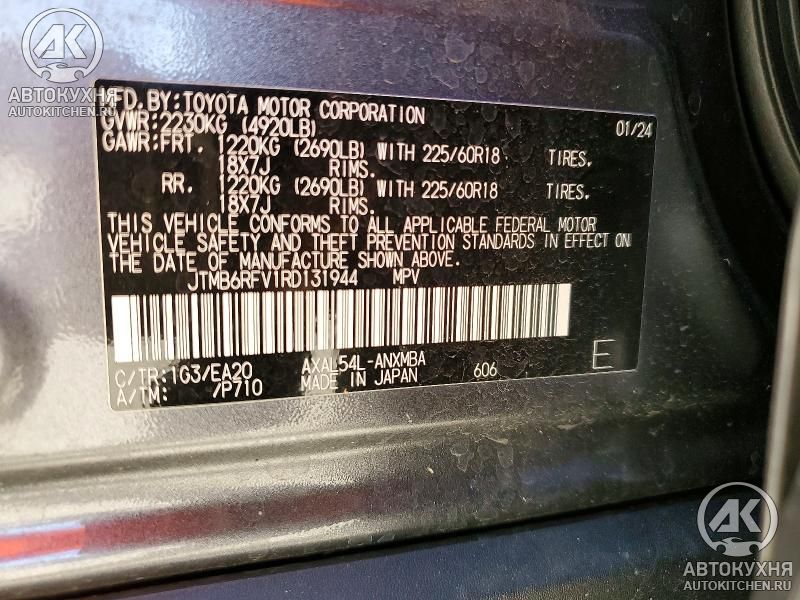 АК
АВТОКУХНЯ
AUTOKITCHEN.RU
MFD. BY: TOYOTA MOTOR CORPORATION
GVWR: 2230KG (4920LB) 01/24
GAWR: FRT. 1220KG (2690LB) WITH 225/60R18 TIRES,
18X7J RIMS.
RR. 1220KG (2690LB) WITH 225/60R18 TIRES,
18X7J RIMS.
THIS VEHICLE CONFORMS TO ALL APPLICABLE FEDERAL MOTOR
VEHICLE SAFETY AND THEFT PREVENTION STANDARDS IN EFFECT ON
THE DATE OF MANUFACTURE SHOWN ABOVE.
JTMB6RFV1RD131944 MPV
C/TR: 1G3/EA20 AXAL54L-ANXMBA
A/TM: /P710 MADE IN JAPAN 606 E
АК
АВТОКУХНЯ
AUTOKITCHEN.RU